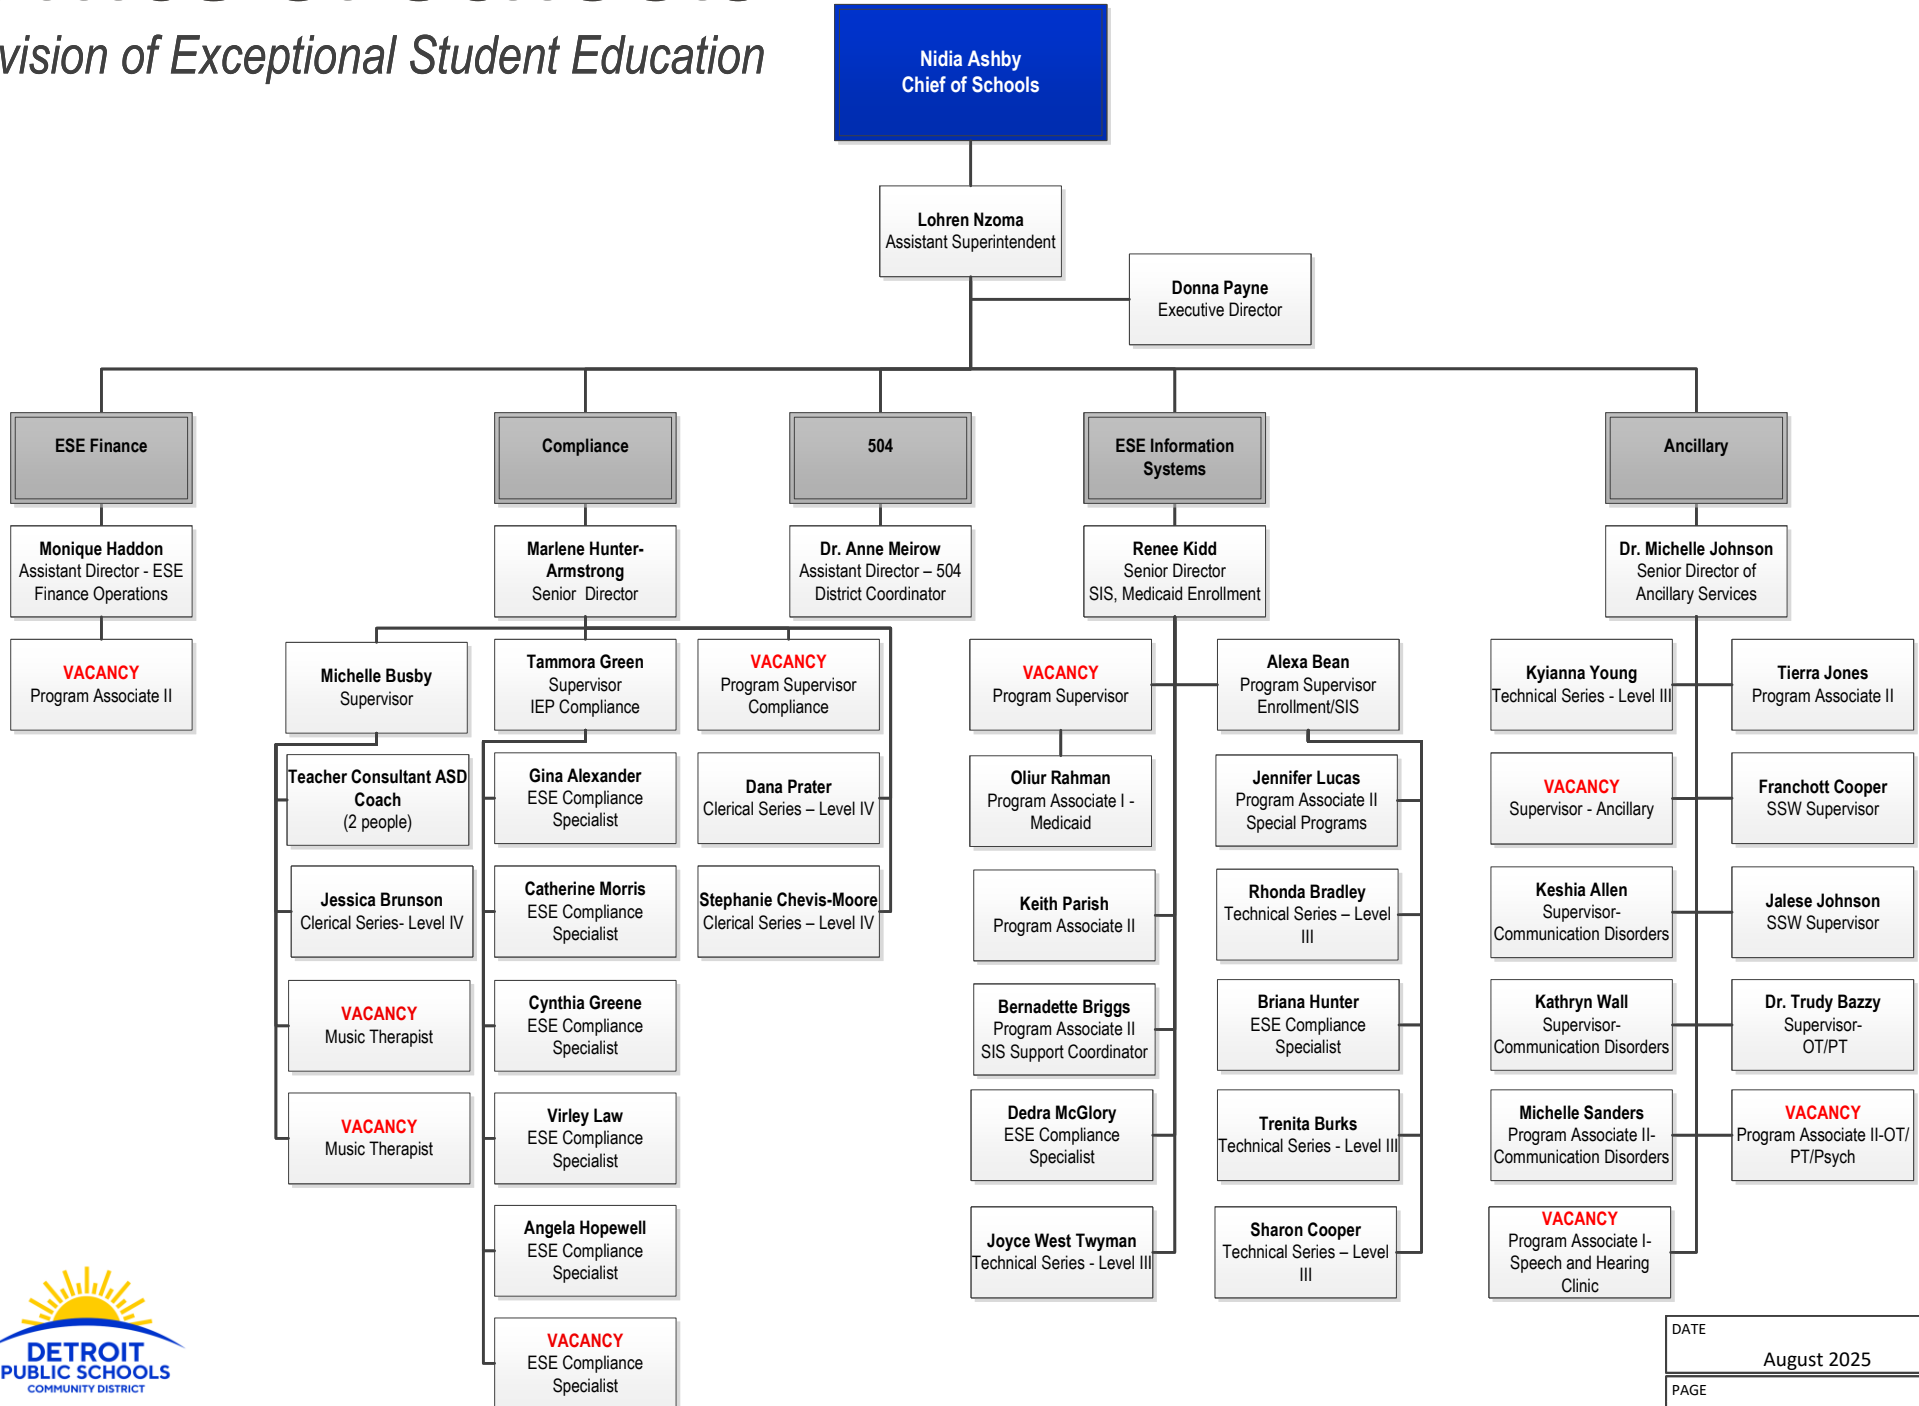 vision of Exceptional Student Education
Nidia Ashby
Chief of Schools
Lohren Nzoma
Assistant Superintendent
Donna Payne
Executive Director
ESE Finance
Compliance
504
ESE Information
Systems
Ancillary
Monique Haddon
Assistant Director - ESE
Finance Operations
Marlene Hunter-
Armstrong
Senior Director
Dr. Anne Meirow
Assistant Director – 504
District Coordinator
Renee Kidd
Senior Director
SIS, Medicaid Enrollment
Dr. Michelle Johnson
Senior Director of
Ancillary Services
VACANCY
Program Associate II
Michelle Busby
Supervisor
Tammora Green
Supervisor
IEP Compliance
VACANCY
Program Supervisor
Compliance
VACANCY
Program Supervisor
Alexa Bean
Program Supervisor
Enrollment/SIS
Kyianna Young
Technical Series - Level III
Tierra Jones
Program Associate II
Teacher Consultant ASD
Coach
(2 people)
Gina Alexander
ESE Compliance
Specialist
Dana Prater
Clerical Series – Level IV
Oliur Rahman
Program Associate I -
Medicaid
Jennifer Lucas
Program Associate II
Special Programs
VACANCY
Supervisor - Ancillary
Franchott Cooper
SSW Supervisor
Jessica Brunson
Clerical Series- Level IV
Catherine Morris
ESE Compliance
Specialist
Stephanie Chevis-Moore
Clerical Series – Level IV
Keith Parish
Program Associate II
Rhonda Bradley
Technical Series – Level
III
Keshia Allen
Supervisor-
Communication Disorders
Jalese Johnson
SSW Supervisor
VACANCY
Music Therapist
Cynthia Greene
ESE Compliance
Specialist
Bernadette Briggs
Program Associate II
SIS Support Coordinator
Briana Hunter
ESE Compliance
Specialist
Kathryn Wall
Supervisor-
Communication Disorders
Dr. Trudy Bazzy
Supervisor-
OT/PT
VACANCY
Music Therapist
Virley Law
ESE Compliance
Specialist
Dedra McGlory
ESE Compliance
Specialist
Trenita Burks
Technical Series - Level III
Michelle Sanders
Program Associate II-
Communication Disorders
VACANCY
Program Associate II-OT/
PT/Psych
Angela Hopewell
ESE Compliance
Specialist
Joyce West Twyman
Technical Series - Level III
Sharon Cooper
Technical Series – Level
III
VACANCY
Program Associate I-
Speech and Hearing
Clinic
VACANCY
ESE Compliance
Specialist
DETROIT
PUBLIC SCHOOLS
COMMUNITY DISTRICT
DATE
August 2025
PAGE